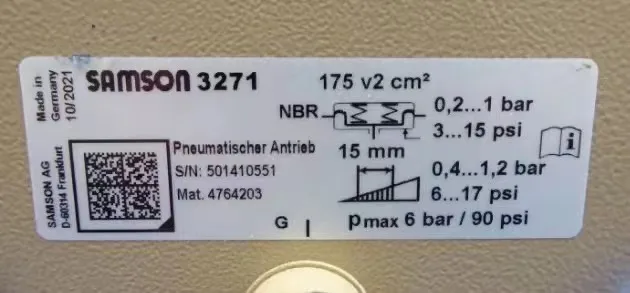 Made in
Germany
10/2021
SAMSON AG
D-60314 Frankfurt
SAMSON 3271
Pneumatischer Antrieb
S/N: 501410551
Mat. 4764203
G
175 v2 cm²
NBR
0,2...1 bar
3...15 psi
15 mm
0,4...1,2 bar
6...17 psi
pmax 6 bar / 90 psi
i